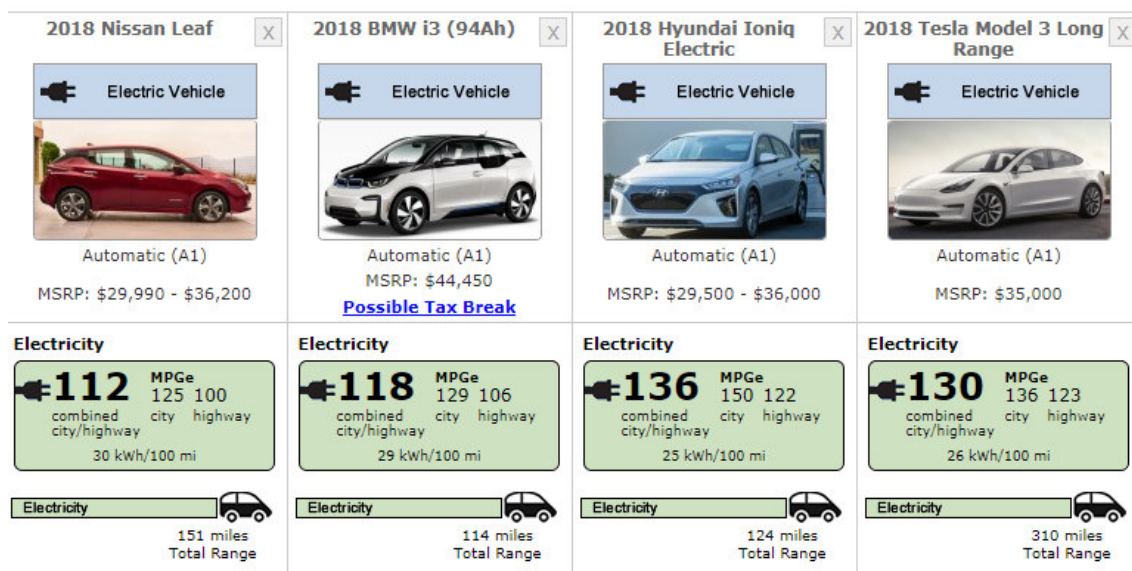 2018 Nissan Leaf
X
Electric Vehicle
Automatic (A1)
MSRP: $29,990 - $36,200
2018 BMW i3 (94Ah)
X
Electric Vehicle
Automatic (A1)
MSRP: $44,450
Possible Tax Break
2018 Hyundai Ioniq
Electric
X
Electric Vehicle
Automatic (A1)
MSRP: $29,500 - $36,000
2018 Tesla Model 3 Long
Range
X
Electric Vehicle
Automatic (A1)
MSRP: $35,000
Electricity
112 MPGe
125 100
combined city highway
city/highway
30 kWh/100 mi
Electricity
151 miles
Total Range
Electricity
118 MPGe
129 106
combined city highway
city/highway
29 kWh/100 mi
Electricity
114 miles
Total Range
Electricity
136 MPGe
150 122
combined city highway
city/highway
25 kWh/100 mi
Electricity
124 miles
Total Range
Electricity
130 MPGe
136 123
combined city highway
city/highway
26 kWh/100 mi
Electricity
310 miles
Total Range